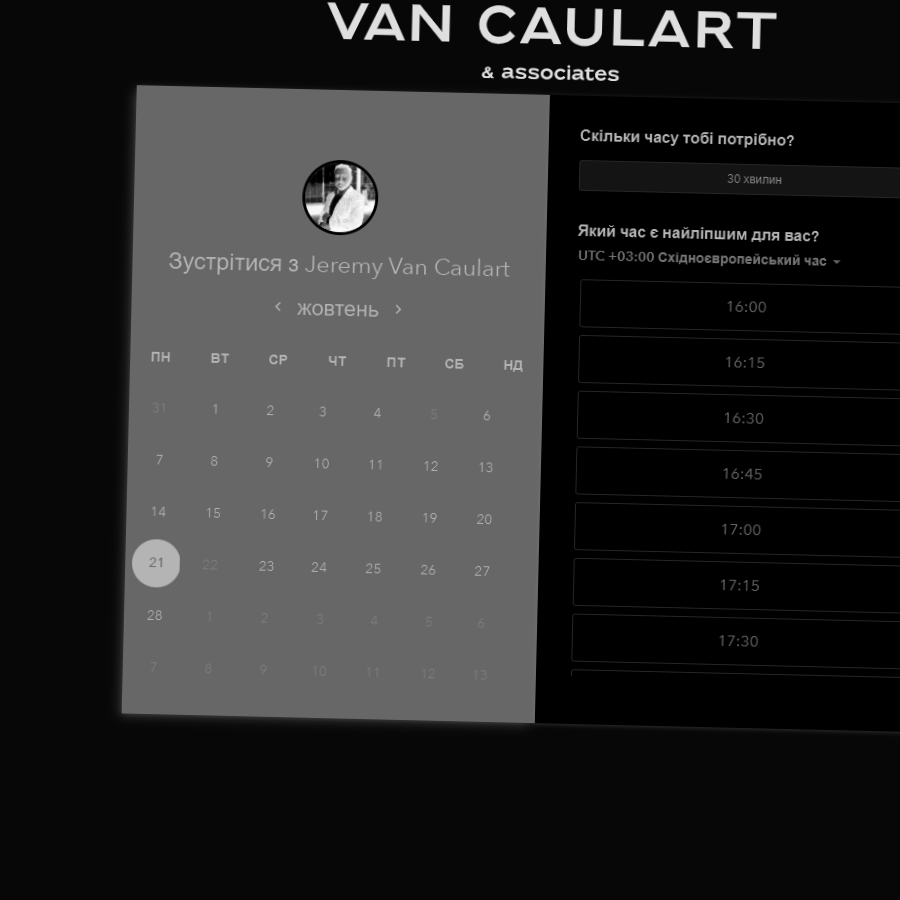 VAN CAULART
& associates
Зустрітися з Jeremy Van Caulart
жовтень
ПН ВТ СР ЧТ ПТ СБ НД
31 1 2 3 4 5 6
7 8 9 10 11 12 13
14 15 16 17 18 19 20
21 22 23 24 25 26 27
28 1 2 3 4 5 6
7 8 9 10 11 12 13
Скільки часу тобі потрібно?
30 хвилин
Який час є найліпшим для вас?
UTC +03:00 Східноєвропейський час
16:00
16:15
16:30
16:45
17:00
17:15
17:30